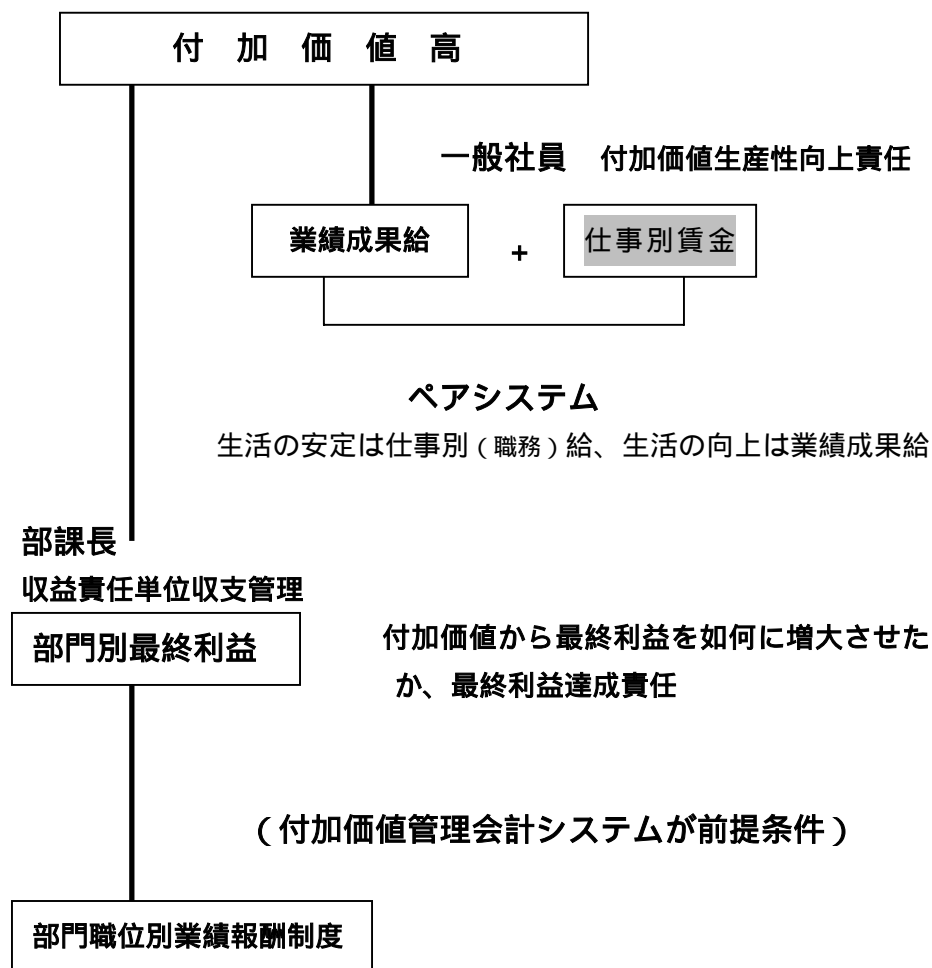 付 加 価 値 高
一般社員 付加価値生産性向上責任
業績成果給 + 仕事別賃金
ペアシステム
生活の安定は仕事別(職務)給、生活の向上は業績成果給
部課長
収益責任単位収支管理
部門別最終利益
付加価値から最終利益を如何に増大させた
か、最終利益達成責任
(付加価値管理会計システムが前提条件)
部門職位別業績報酬制度